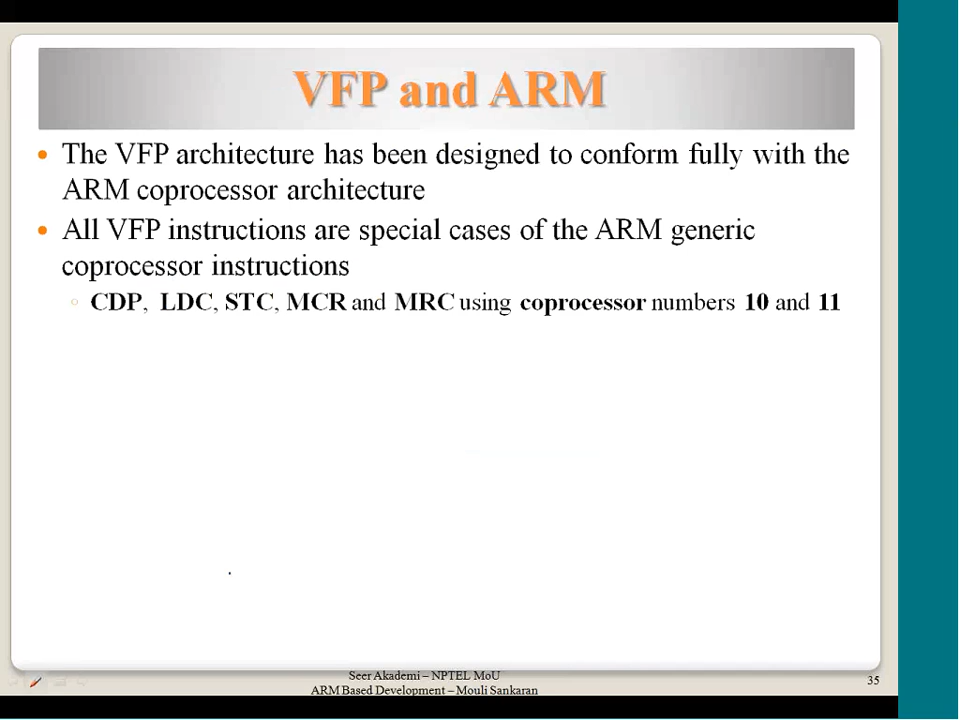 VFP and ARM
The VFP architecture has been designed to conform fully with the
ARM coprocessor architecture
All VFP instructions are special cases of the ARM generic
coprocessor instructions
CDP, LDC, STC, MCR and MRC using coprocessor numbers 10 and 11
Seer Akademi – NPTEL MoU
ARM Based Development – Mouli Sankaran
35